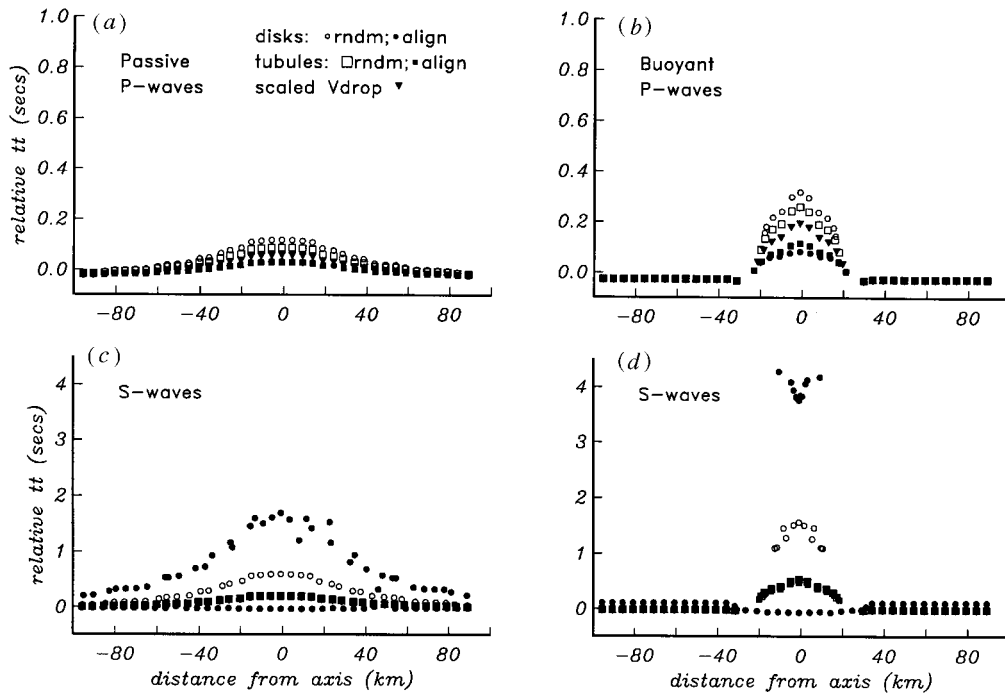 (a)
disks: ○rndm;●align
Passive tubules: □rndm;■align
P-waves scaled Vdrop ▼
relative tt (secs)
1.0
0.8
0.6
0.4
0.2
0.0
−80 −40 0 40 80
(b)
Buoyant
P-waves
1.0
0.8
0.6
0.4
0.2
0.0
−80 −40 0 40 80
(c)
S-waves
relative tt (secs)
4
3
2
1
0
−80 −40 0 40 80
distance from axis (km)
(d)
S-waves
4
3
2
1
0
−80 −40 0 40 80
distance from axis (km)